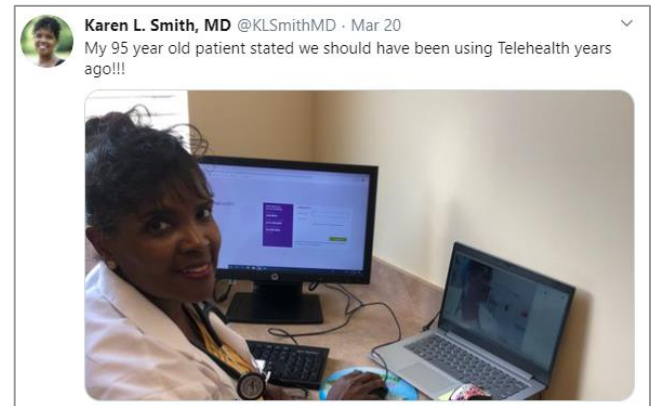 Karen L. Smith, MD @KLSmithMD · Mar 20
My 95 year old patient stated we should have been using Telehealth years
ago!!!